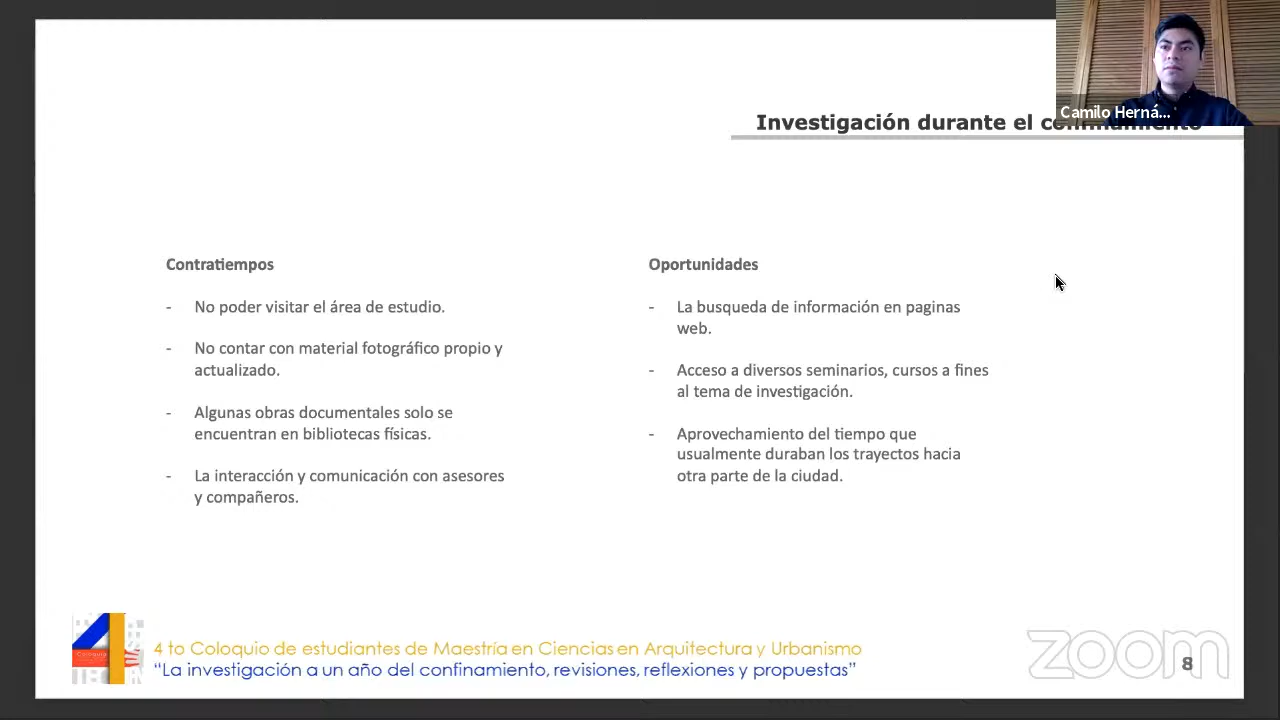 Camilo Herná...
Investigación durante el confinamiento
Contratiempos
- No poder visitar el área de estudio.
- No contar con material fotográfico propio y
actualizado.
- Algunas obras documentales solo se
encuentran en bibliotecas físicas.
- La interacción y comunicación con asesores
y compañeros.
Oportunidades
- La busqueda de información en paginas
web.
- Acceso a diversos seminarios, cursos a fines
al tema de investigación.
- Aprovechamiento del tiempo que
usualmente duraban los trayectos hacia
otra parte de la ciudad.
4
4 to Coloquio de estudiantes de Maestría en Ciencias en Arquitectura y Urbanismo
“La investigación a un año del confinamiento, revisiones, reflexiones y propuestas”
zoom
8